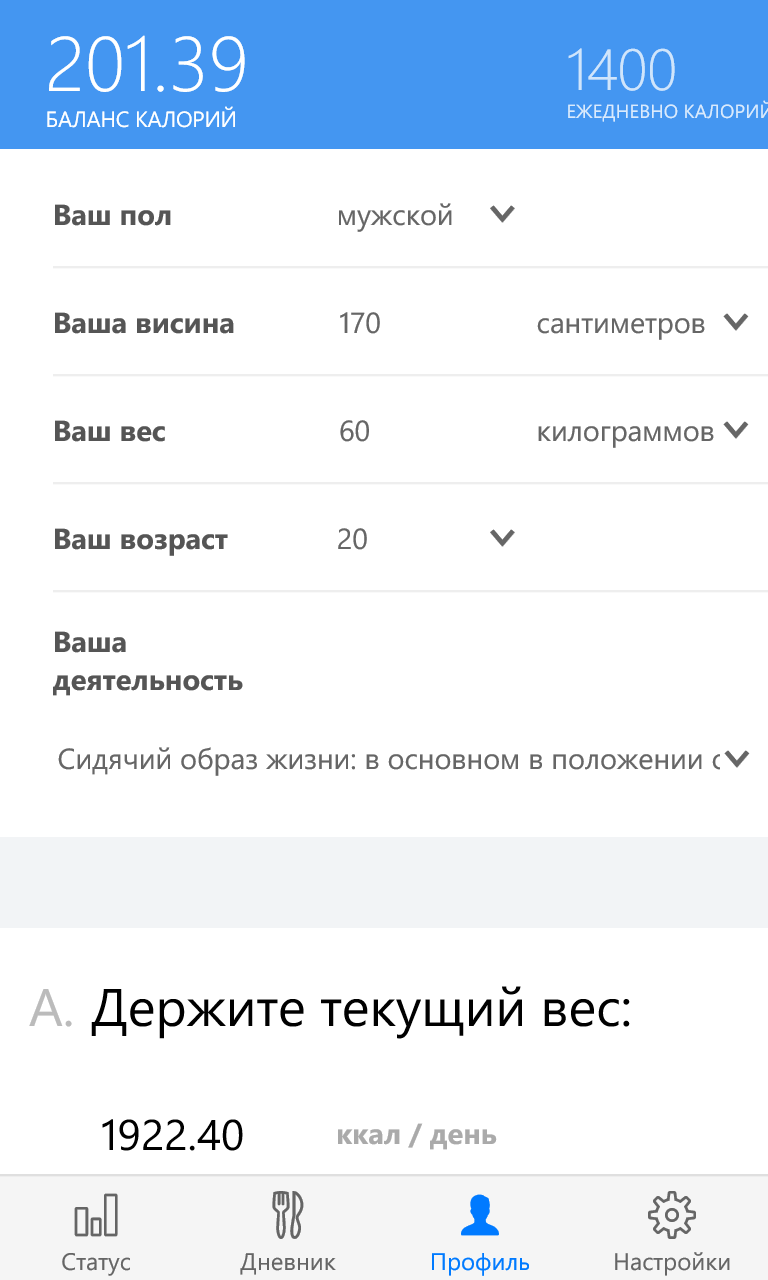 201.39
1400
БАЛАНС КАЛОРИЙ
ЕЖЕДНЕВНО КАЛОРИЙ
Ваш пол мужской
Ваша висина 170 сантиметров
Ваш вес 60 килограммов
Ваш возраст 20
Ваша
деятельность
Сидячий образ жизни: в основном в положении с
A. Держите текущий вес:
1922.40 ккал / день
Статус Дневник Профиль Настройки